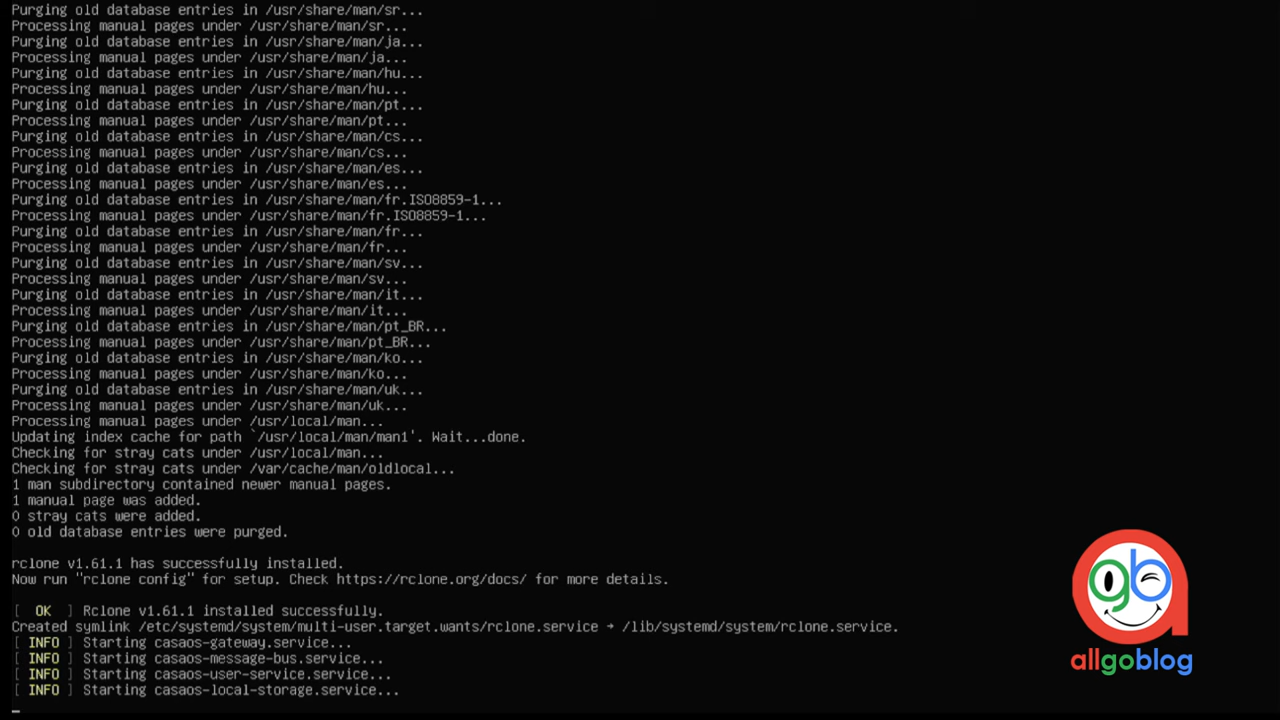 Purging old database entries in /usr/share/man/sr...
Processing manual pages under /usr/share/man/sr...
Purging old database entries in /usr/share/man/ja...
Processing manual pages under /usr/share/man/ja...
Purging old database entries in /usr/share/man/hu...
Processing manual pages under /usr/share/man/hu...
Purging old database entries in /usr/share/man/pt...
Processing manual pages under /usr/share/man/pt...
Purging old database entries in /usr/share/man/cs...
Processing manual pages under /usr/share/man/cs...
Purging old database entries in /usr/share/man/es...
Processing manual pages under /usr/share/man/es...
Purging old database entries in /usr/share/man/fr.ISO8859-1...
Processing manual pages under /usr/share/man/fr.ISO8859-1...
Purging old database entries in /usr/share/man/fr...
Processing manual pages under /usr/share/man/fr...
Purging old database entries in /usr/share/man/sv...
Processing manual pages under /usr/share/man/sv...
Purging old database entries in /usr/share/man/it...
Processing manual pages under /usr/share/man/it...
Purging old database entries in /usr/share/man/pt_BR...
Processing manual pages under /usr/share/man/pt_BR...
Purging old database entries in /usr/share/man/ko...
Processing manual pages under /usr/share/man/ko...
Purging old database entries in /usr/share/man/uk...
Processing manual pages under /usr/share/man/uk...
Processing manual pages under /usr/local/man...
Updating index cache for path `/usr/local/man/man1'. Wait...done.
Checking for stray cats under /usr/local/man...
Checking for stray cats under /var/cache/man/oldlocal...
1 man subdirectory contained newer manual pages.
1 manual page was added.
0 stray cats were added.
0 old database entries were purged.
rclone v1.61.1 has successfully installed.
Now run "rclone config" for setup. Check https://rclone.org/docs/ for more details.
[  OK  ] Rclone v1.61.1 installed successfully.
Created symlink /etc/systemd/system/multi-user.target.wants/rclone.service → /lib/systemd/system/rclone.service.
[ INFO ] Starting casaos-gateway.service...
[ INFO ] Starting casaos-message-bus.service...
[ INFO ] Starting casaos-user-service.service...
[ INFO ] Starting casaos-local-storage.service...
gb
allgoblog